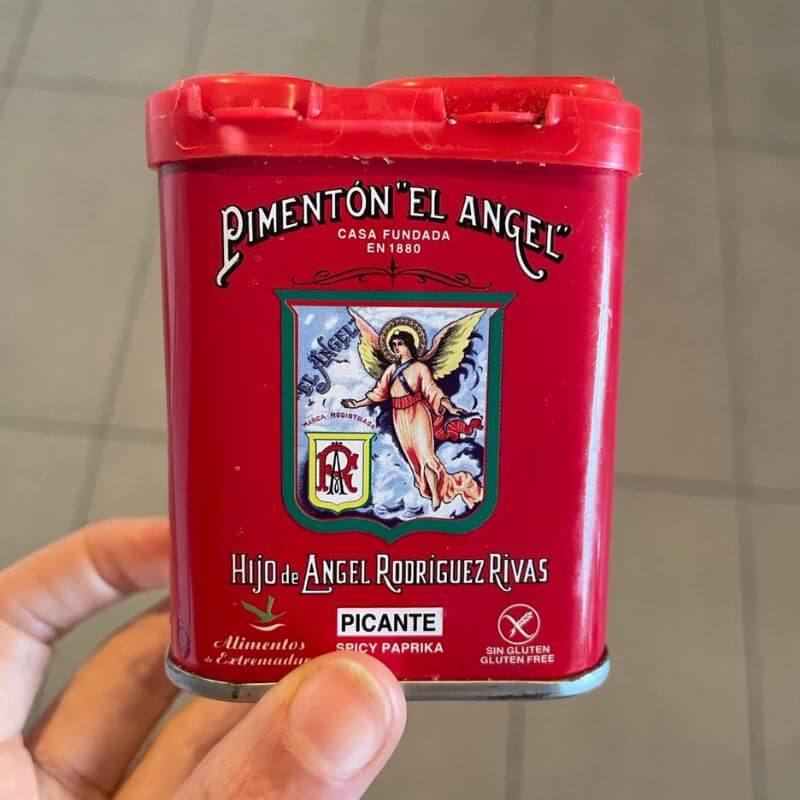 PIMENTÓN "EL ANGEL"
CASA FUNDADA
EN 1880
EL ANGEL
MARCA REGISTRADA
HIJO de ANGEL RODRÍGUEZ RIVAS
Alimentos
de Extremadura
PICANTE
SPICY PAPRIKA
SIN GLUTEN
GLUTEN FREE